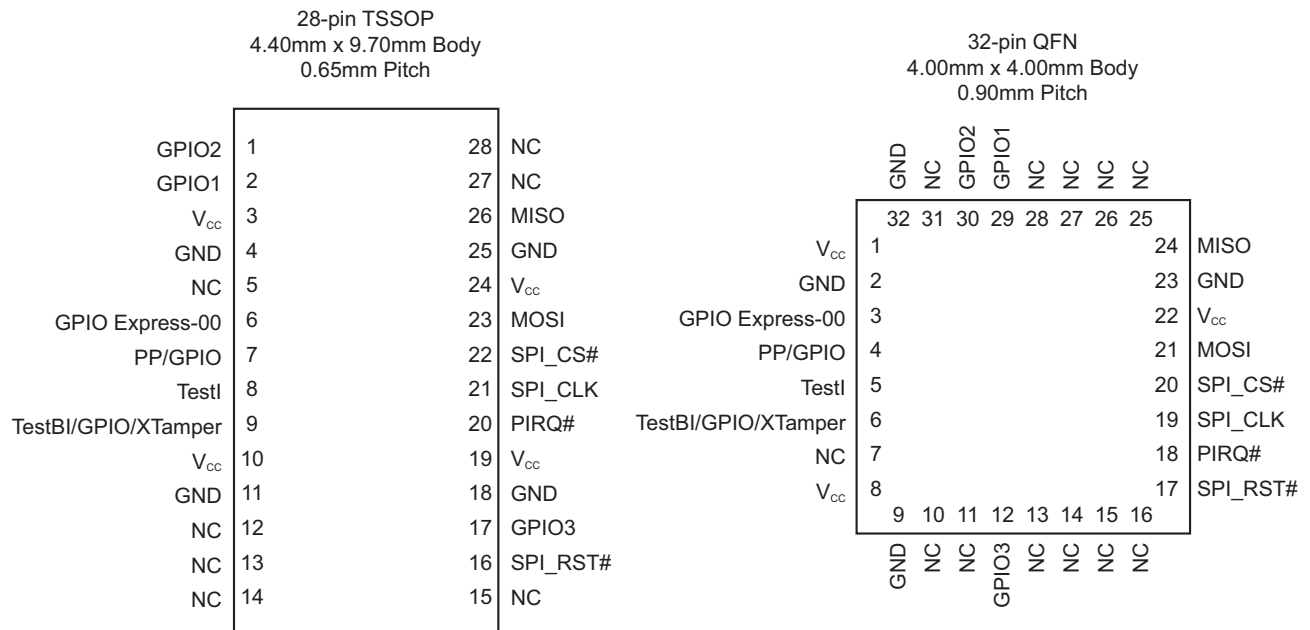 28-pin TSSOP
4.40mm x 9.70mm Body
0.65mm Pitch
GPIO2 1 28 NC
GPIO1 2 27 NC
Vcc 3 26 MISO
GND 4 25 GND
NC 5 24 Vcc
GPIO Express-00 6 23 MOSI
PP/GPIO 7 22 SPI_CS#
TestI 8 21 SPI_CLK
TestBI/GPIO/XTamper 9 20 PIRQ#
Vcc 10 19 Vcc
GND 11 18 GND
NC 12 17 GPIO3
NC 13 16 SPI_RST#
NC 14 15 NC
32-pin QFN
4.00mm x 4.00mm Body
0.90mm Pitch
GND NC GPIO2 GPIO1 NC NC NC NC
32 31 30 29 28 27 26 25
Vcc 1 24 MISO
GND 2 23 GND
GPIO Express-00 3 22 Vcc
PP/GPIO 4 21 MOSI
TestI 5 20 SPI_CS#
TestBI/GPIO/XTamper 6 19 SPI_CLK
NC 7 18 PIRQ#
Vcc 8 17 SPI_RST#
9 10 11 12 13 14 15 16
GND NC NC GPIO3 NC NC NC NC